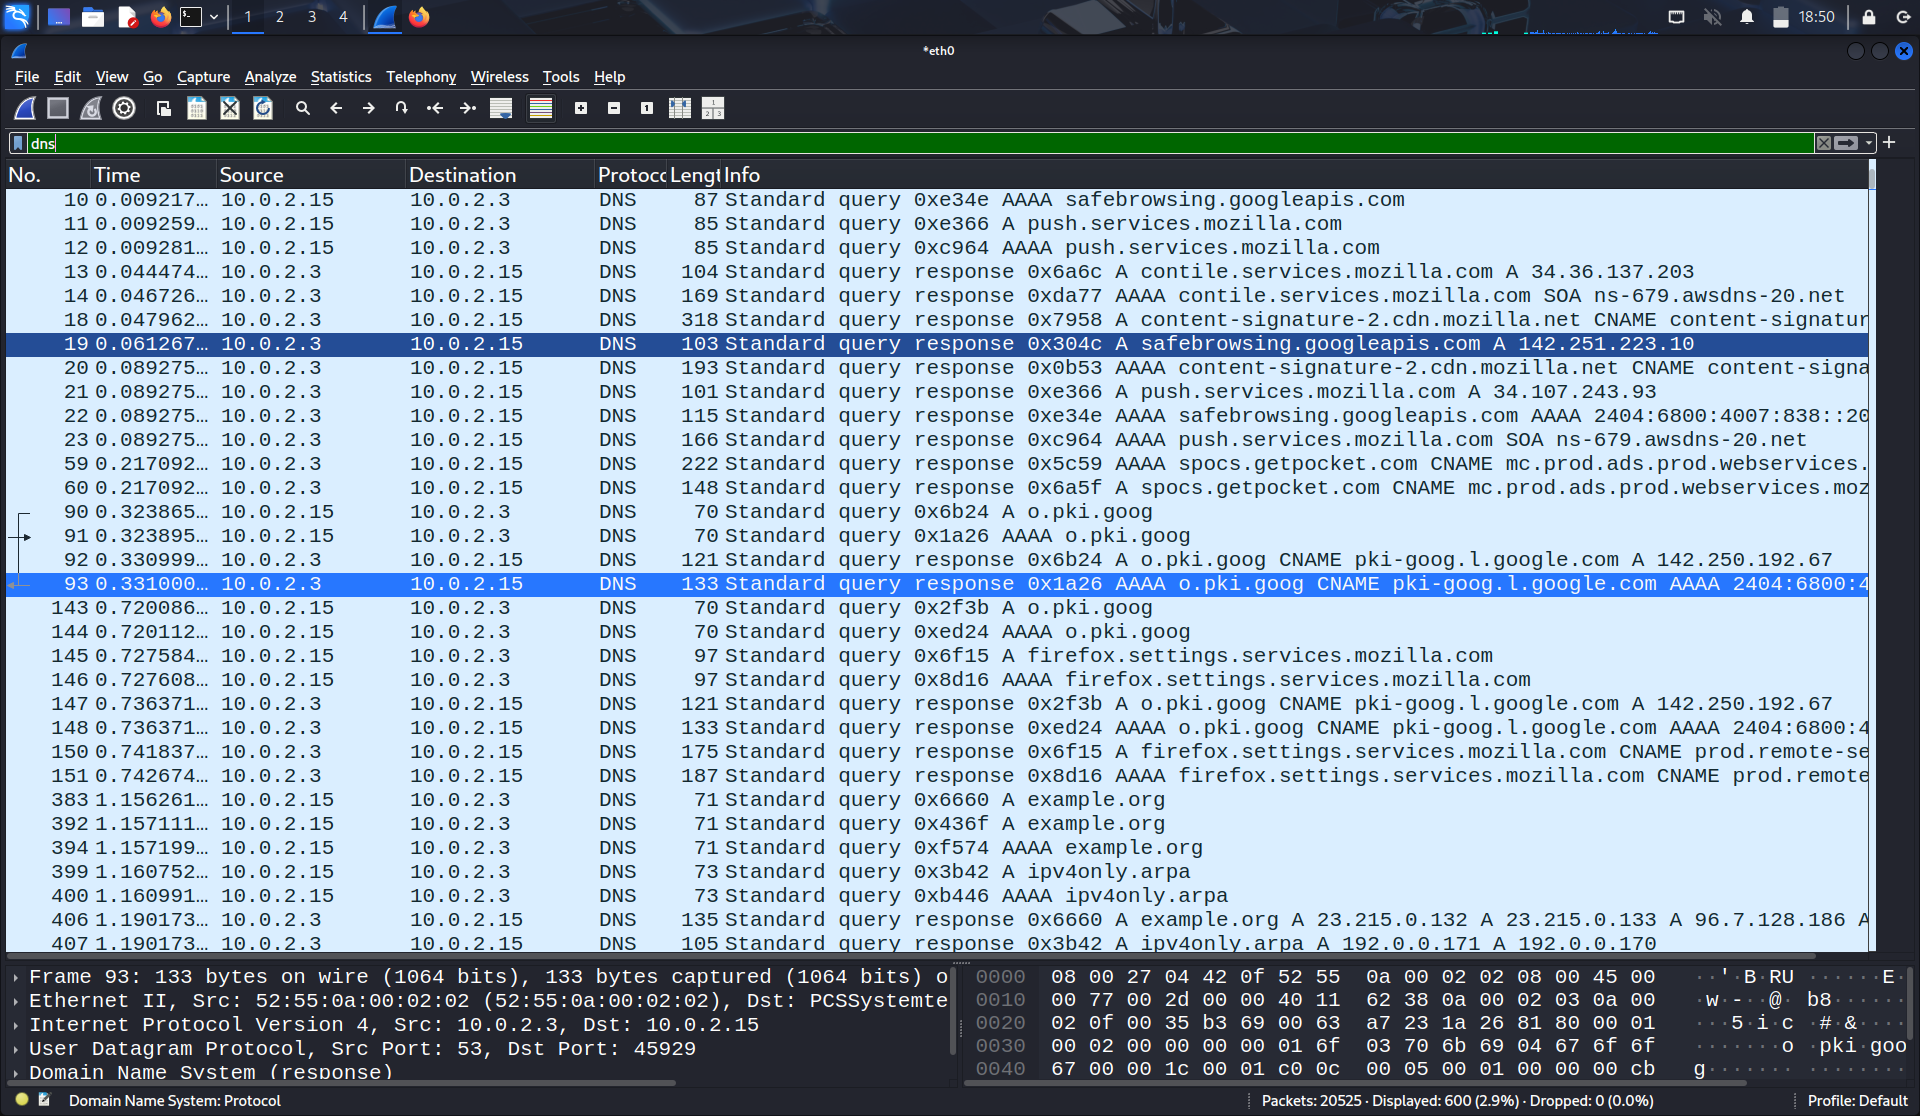 1 2 3 4 18:50
*eth0
File Edit View Go Capture Analyze Statistics Telephony Wireless Tools Help
dns
No. Time Source Destination Protoc Lengt Info
10 0.009217… 10.0.2.15 10.0.2.3 DNS 87 Standard query 0xe34e AAAA safebrowsing.googleapis.com
11 0.009259… 10.0.2.15 10.0.2.3 DNS 85 Standard query 0xe366 A push.services.mozilla.com
12 0.009281… 10.0.2.15 10.0.2.3 DNS 85 Standard query 0xc964 AAAA push.services.mozilla.com
13 0.044474… 10.0.2.3 10.0.2.15 DNS 104 Standard query response 0x6a6c A contile.services.mozilla.com A 34.36.137.203
14 0.046726… 10.0.2.3 10.0.2.15 DNS 169 Standard query response 0xda77 AAAA contile.services.mozilla.com SOA ns-679.awsdns-20.net
18 0.047962… 10.0.2.3 10.0.2.15 DNS 318 Standard query response 0x7958 A content-signature-2.cdn.mozilla.net CNAME content-signatur
19 0.061267… 10.0.2.3 10.0.2.15 DNS 103 Standard query response 0x304c A safebrowsing.googleapis.com A 142.251.223.10
20 0.089275… 10.0.2.3 10.0.2.15 DNS 193 Standard query response 0x0b53 AAAA content-signature-2.cdn.mozilla.net CNAME content-signa
21 0.089275… 10.0.2.3 10.0.2.15 DNS 101 Standard query response 0xe366 A push.services.mozilla.com A 34.107.243.93
22 0.089275… 10.0.2.3 10.0.2.15 DNS 115 Standard query response 0xe34e AAAA safebrowsing.googleapis.com AAAA 2404:6800:4007:838::20
23 0.089275… 10.0.2.3 10.0.2.15 DNS 166 Standard query response 0xc964 AAAA push.services.mozilla.com SOA ns-679.awsdns-20.net
59 0.217092… 10.0.2.3 10.0.2.15 DNS 222 Standard query response 0x5c59 AAAA spocs.getpocket.com CNAME mc.prod.ads.prod.webservices.
60 0.217092… 10.0.2.3 10.0.2.15 DNS 148 Standard query response 0x6a5f A spocs.getpocket.com CNAME mc.prod.ads.prod.webservices.moz
90 0.323865… 10.0.2.15 10.0.2.3 DNS 70 Standard query 0x6b24 A o.pki.goog
91 0.323895… 10.0.2.15 10.0.2.3 DNS 70 Standard query 0x1a26 AAAA o.pki.goog
92 0.330999… 10.0.2.3 10.0.2.15 DNS 121 Standard query response 0x6b24 A o.pki.goog CNAME pki-goog.l.google.com A 142.250.192.67
93 0.331000… 10.0.2.3 10.0.2.15 DNS 133 Standard query response 0x1a26 AAAA o.pki.goog CNAME pki-goog.l.google.com AAAA 2404:6800:4
143 0.720086… 10.0.2.15 10.0.2.3 DNS 70 Standard query 0x2f3b A o.pki.goog
144 0.720112… 10.0.2.15 10.0.2.3 DNS 70 Standard query 0xed24 AAAA o.pki.goog
145 0.727584… 10.0.2.15 10.0.2.3 DNS 97 Standard query 0x6f15 A firefox.settings.services.mozilla.com
146 0.727608… 10.0.2.15 10.0.2.3 DNS 97 Standard query 0x8d16 AAAA firefox.settings.services.mozilla.com
147 0.736371… 10.0.2.3 10.0.2.15 DNS 121 Standard query response 0x2f3b A o.pki.goog CNAME pki-goog.l.google.com A 142.250.192.67
148 0.736371… 10.0.2.3 10.0.2.15 DNS 133 Standard query response 0xed24 AAAA o.pki.goog CNAME pki-goog.l.google.com AAAA 2404:6800:4
150 0.741837… 10.0.2.3 10.0.2.15 DNS 175 Standard query response 0x6f15 A firefox.settings.services.mozilla.com CNAME prod.remote-se
151 0.742674… 10.0.2.3 10.0.2.15 DNS 187 Standard query response 0x8d16 AAAA firefox.settings.services.mozilla.com CNAME prod.remote
383 1.156261… 10.0.2.15 10.0.2.3 DNS 71 Standard query 0x6660 A example.org
392 1.157111… 10.0.2.15 10.0.2.3 DNS 71 Standard query 0x436f A example.org
394 1.157199… 10.0.2.15 10.0.2.3 DNS 71 Standard query 0xf574 AAAA example.org
399 1.160752… 10.0.2.15 10.0.2.3 DNS 73 Standard query 0x3b42 A ipv4only.arpa
400 1.160991… 10.0.2.15 10.0.2.3 DNS 73 Standard query 0xb446 AAAA ipv4only.arpa
406 1.190173… 10.0.2.3 10.0.2.15 DNS 135 Standard query response 0x6660 A example.org A 23.215.0.132 A 23.215.0.133 A 96.7.128.186 A
407 1.190173… 10.0.2.3 10.0.2.15 DNS 105 Standard query response 0x3b42 A ipv4only.arpa A 192.0.0.171 A 192.0.0.170
Frame 93: 133 bytes on wire (1064 bits), 133 bytes captured (1064 bits) o
Ethernet II, Src: 52:55:0a:00:02:02 (52:55:0a:00:02:02), Dst: PCSSystemte
Internet Protocol Version 4, Src: 10.0.2.3, Dst: 10.0.2.15
User Datagram Protocol, Src Port: 53, Dst Port: 45929
Domain Name System (response)
0000 08 00 27 04 42 0f 52 55 0a 00 02 02 08 00 45 00 ··'·B·RU ······E·
0010 00 77 00 2d 00 00 40 11 62 38 0a 00 02 03 0a 00 ·w·-··@· b8······
0020 02 0f 00 35 b3 69 00 63 a7 23 1a 26 81 80 00 01 ···5·i·c ·#·&····
0030 00 02 00 00 00 00 01 6f 03 70 6b 69 04 67 6f 6f ·······o ·pki·goo
0040 67 00 00 1c 00 01 c0 0c 00 05 00 01 00 00 00 cb g······· ········
Domain Name System: Protocol
Packets: 20525 · Displayed: 600 (2.9%) · Dropped: 0 (0.0%)
Profile: Default